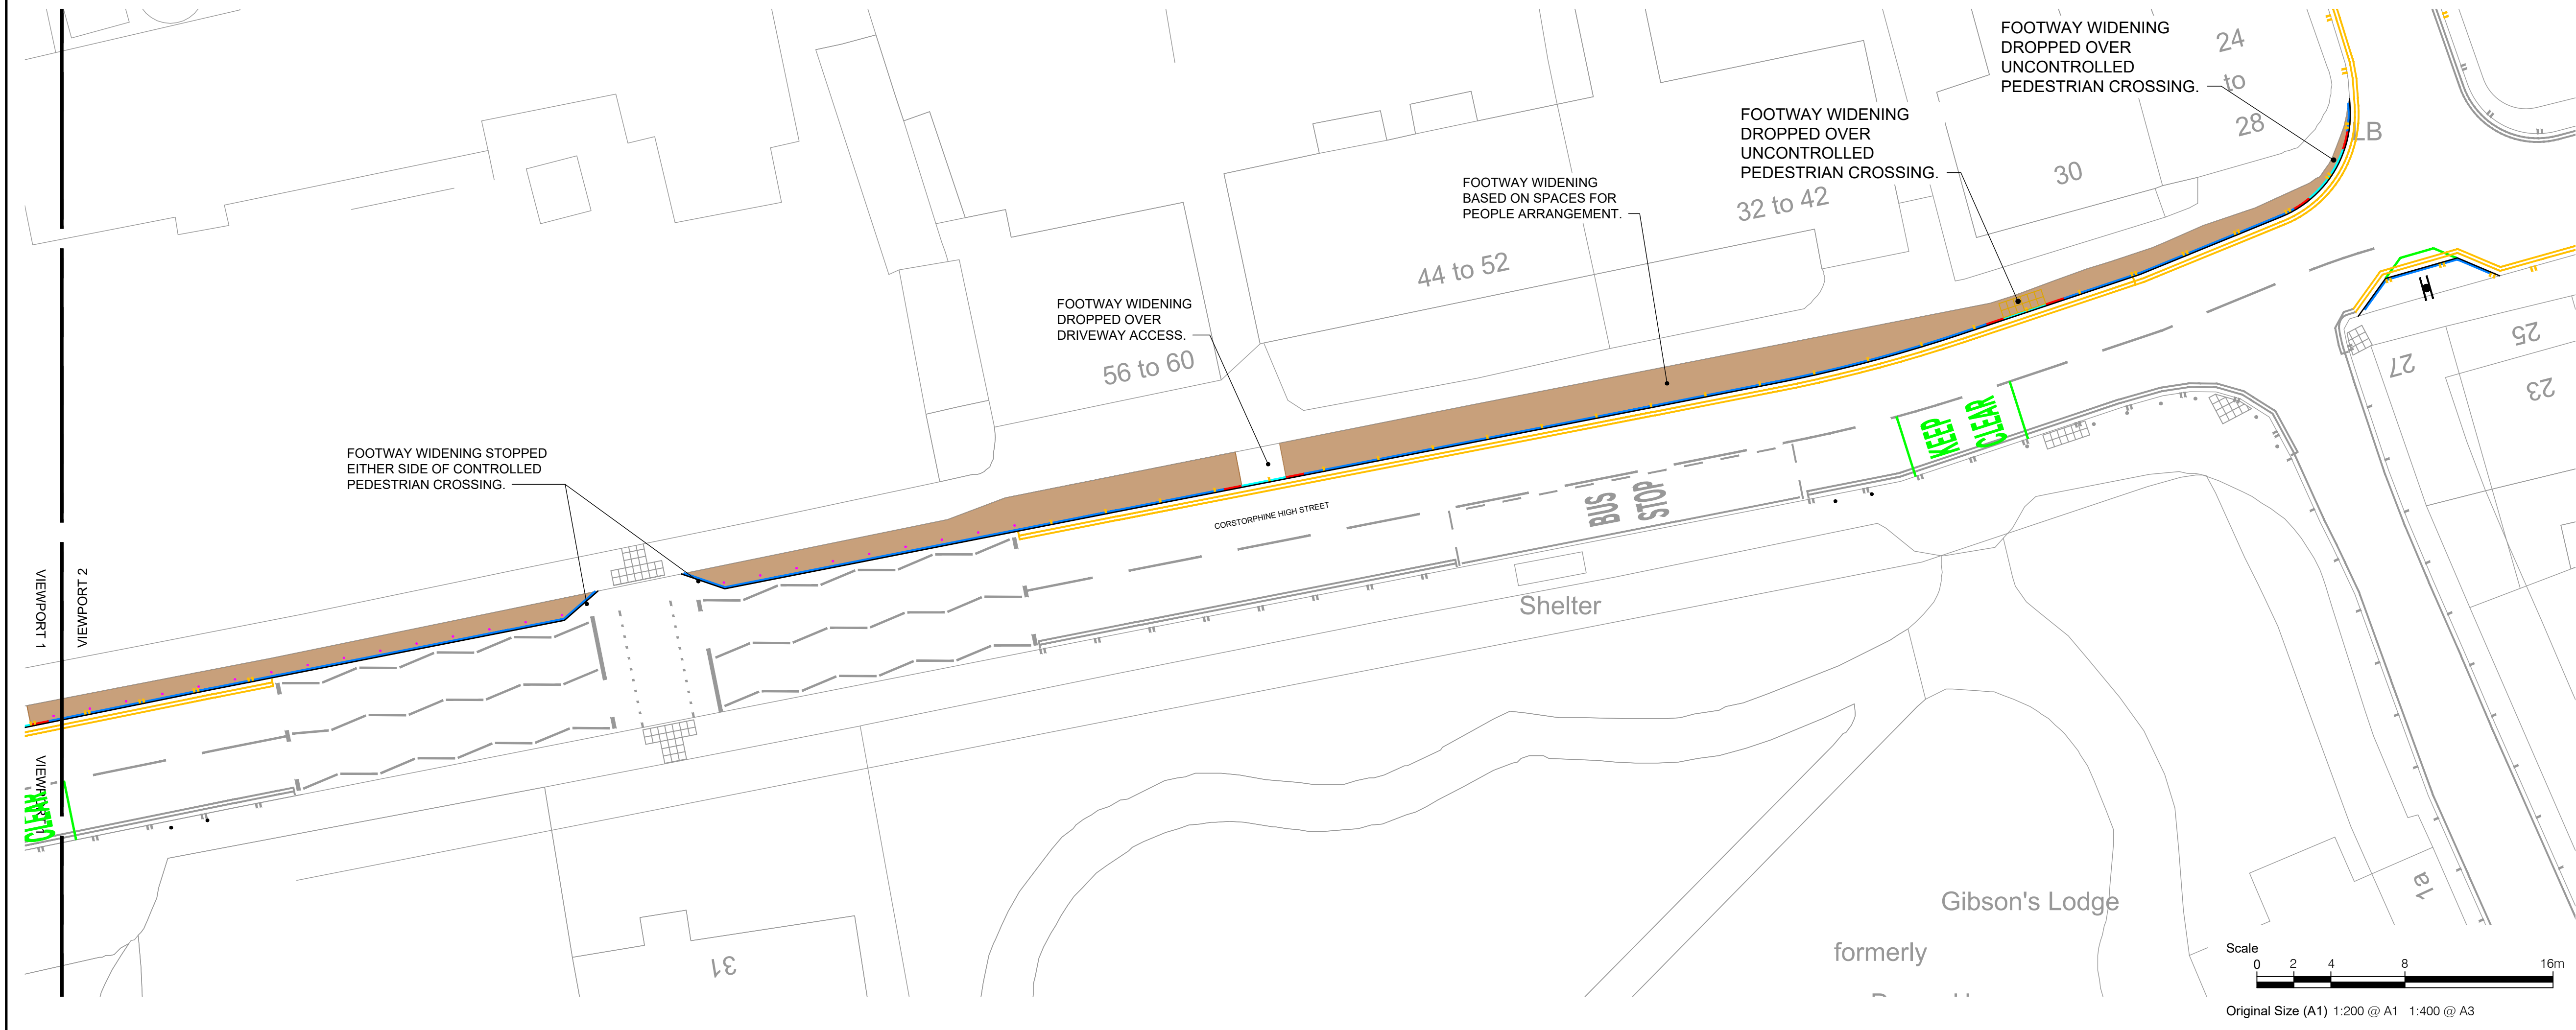 FOOTWAY WIDENING
DROPPED OVER
UNCONTROLLED
PEDESTRIAN CROSSING.
24
to
28
LB
FOOTWAY WIDENING
DROPPED OVER
UNCONTROLLED
PEDESTRIAN CROSSING.
30
32 to 42
FOOTWAY WIDENING
BASED ON SPACES FOR
PEOPLE ARRANGEMENT.
44 to 52
FOOTWAY WIDENING
DROPPED OVER
DRIVEWAY ACCESS.
56 to 60
25
27
23
KEEP
CLEAR
FOOTWAY WIDENING STOPPED
EITHER SIDE OF CONTROLLED
PEDESTRIAN CROSSING.
CORSTORPHINE HIGH STREET
BUS
STOP
Shelter
VIEWPORT 1
VIEWPORT 2
VIEWPORT 1
CLEAR
31
1a
Gibson's Lodge
formerly
Scale
0 2 4 8 16m
Original Size (A1) 1:200 @ A1 1:400 @ A3